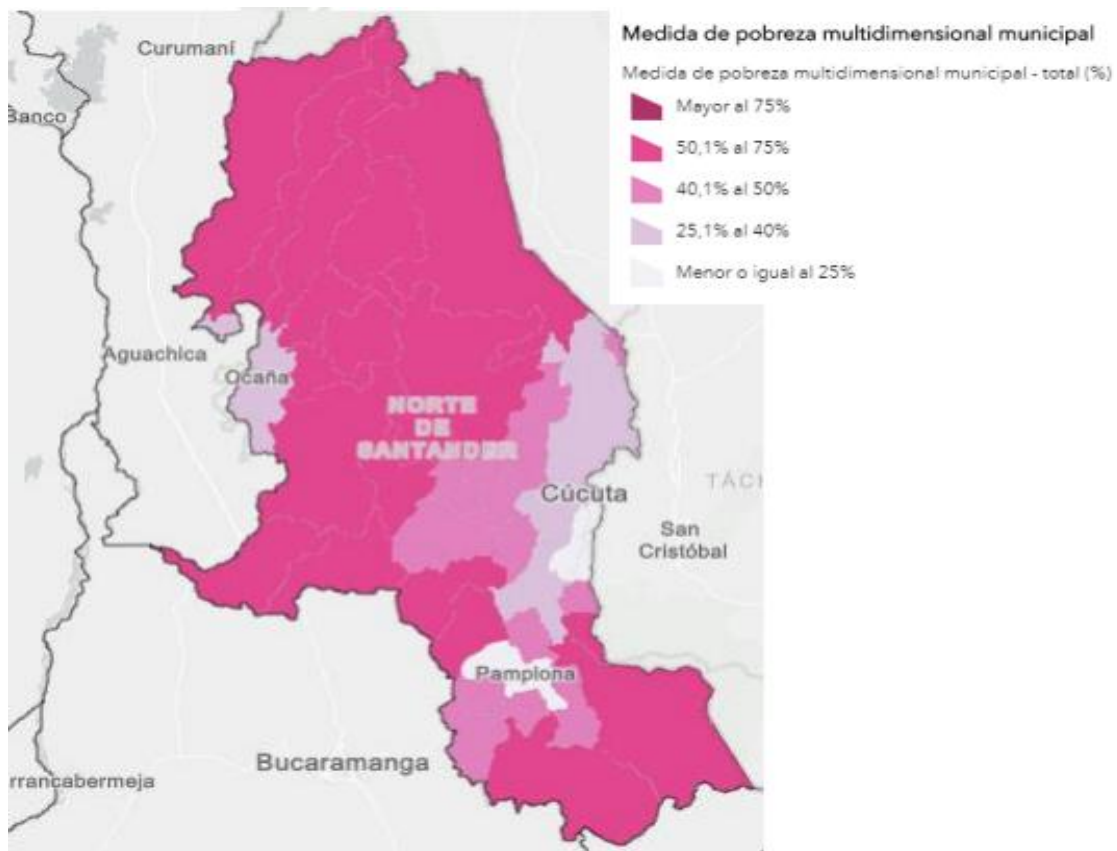 Medida de pobreza multidimensional municipal
Medida de pobreza multidimensional municipal - total (%)
Mayor al 75%
50,1% al 75%
40,1% al 50%
25,1% al 40%
Menor o igual al 25%
Curumaní
Banco
Aguachica
Ocaña
NORTE
DE
SANTANDER
Cúcuta
TÁCH
San
Cristóbal
Pamplona
Bucaramanga
rrancabermeja